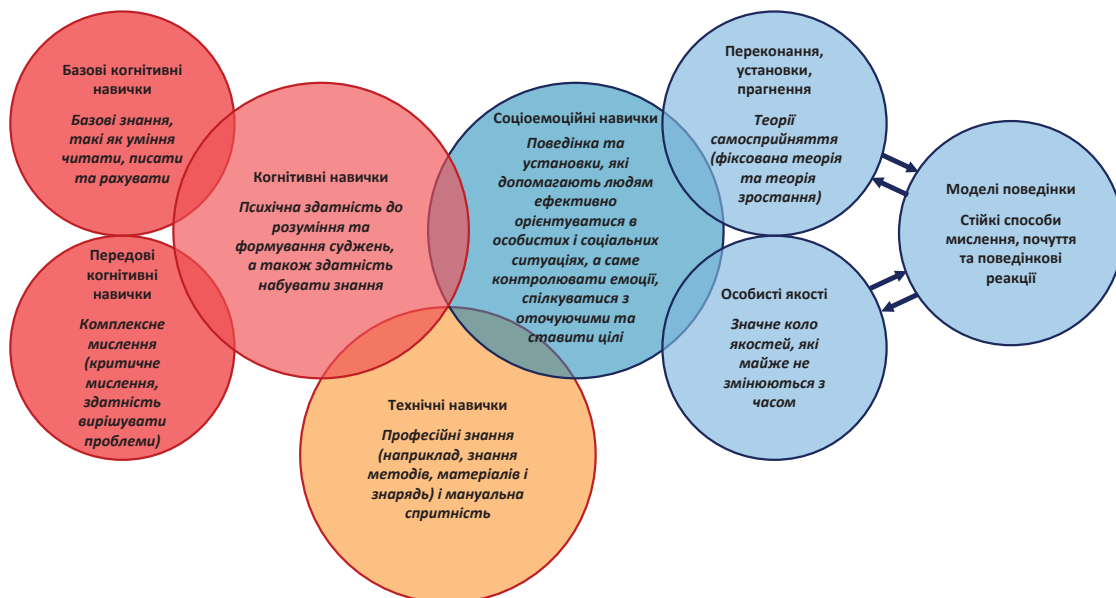 Базові когнітивні
навички
Базові знання,
такі як уміння
читати, писати
та рахувати
Передові когнітивні
навички
Комплексне
мислення
(критичне
мислення,
здатність
вирішувати
проблеми)
Когнітивні навички
Психічна здатність до
розуміння та
формування суджень,
а також здатність
набувати знання
Технічні навички
Професійні знання
(наприклад, знання
методів, матеріалів і
знарядь) і мануальна
спритність
Соціоемоційні навички
Поведінка та
установки, які
допомагають людям
ефективно
орієнтуватися в
особистих і соціальних
ситуаціях, а саме
контролювати емоції,
спілкуватися з
оточуючими та
ставити цілі
Переконання,
установки,
прагнення
Теорії
самосприйняття
(фіксована теорія
та теорія
зростання)
Особисті якості
Значне коло
якостей, які
майже не
змінюються з
часом
Моделі поведінки
Стійкі способи
мислення, почуття
та поведінкові
реакції